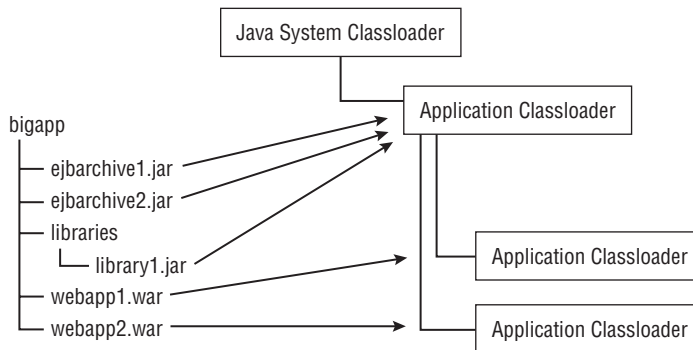 Java System Classloader
Application Classloader
bigapp
ejbarchive1.jar
ejbarchive2.jar
libraries
library1.jar
webapp1.war
webapp2.war
Application Classloader
Application Classloader